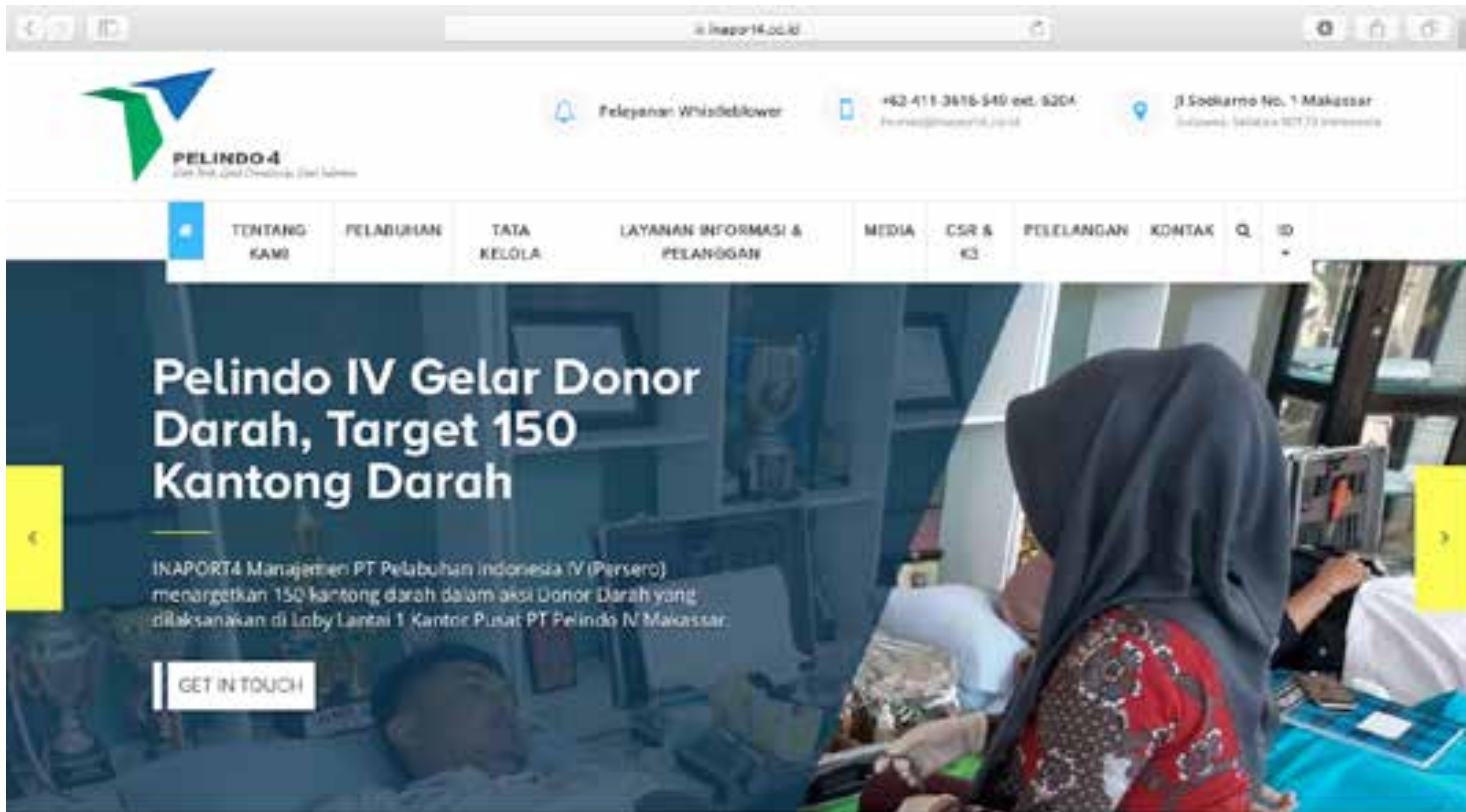 inaport4.co.id
Pelayanan Whistleblower
+62-411-3616-549 ext. 6204
Jl Soekarno No. 1 Makassar
PELINDO 4
TENTANG KAMI
PELABUHAN
TATA KELOLA
LAYANAN INFORMASI & PELANGGAN
MEDIA
CSR & K3
PELELANGAN
KONTAK
ID
Pelindo IV Gelar Donor
Darah, Target 150
Kantong Darah
INAPORT4 Manajemen PT Pelabuhan Indonesia IV (Persero)
menargetkan 150 kantong darah dalam aksi Donor Darah yang
dilaksanakan di Loby Lantai 1 Kantor Pusat PT Pelindo IV Makassar.
GET IN TOUCH